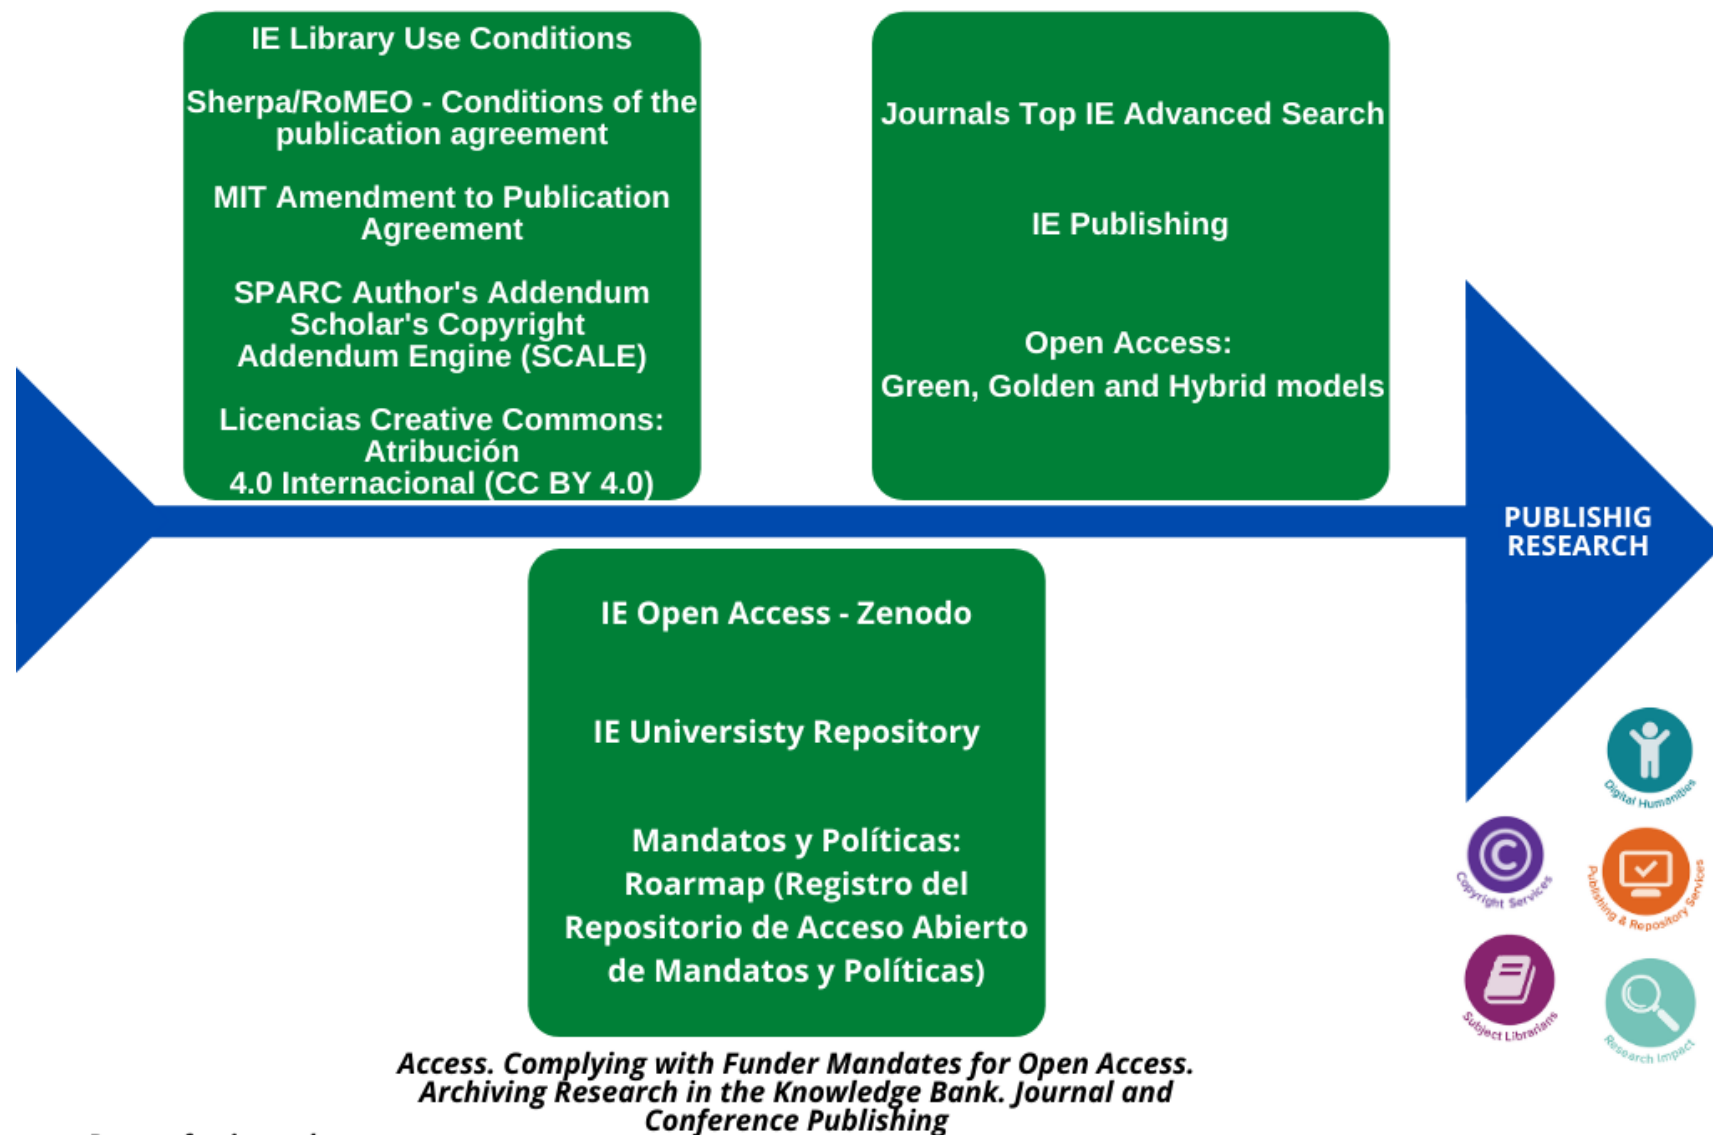 IE Library Use Conditions
Sherpa/RoMEO - Conditions of the
publication agreement
MIT Amendment to Publication
Agreement
SPARC Author's Addendum
Scholar's Copyright
Addendum Engine (SCALE)
Licencias Creative Commons:
Atribución
4.0 Internacional (CC BY 4.0)
Journals Top IE Advanced Search
IE Publishing
Open Access:
Green, Golden and Hybrid models
PUBLISHIG
RESEARCH
IE Open Access - Zenodo
IE Universisty Repository
Mandatos y Políticas:
Roarmap (Registro del
Repositorio de Acceso Abierto
de Mandatos y Políticas)
Digital Humanities
Copyright Services
Publishing & Repository Services
Subject Librarians
Research Impact
Access. Complying with Funder Mandates for Open Access.
Archiving Research in the Knowledge Bank. Journal and
Conference Publishing